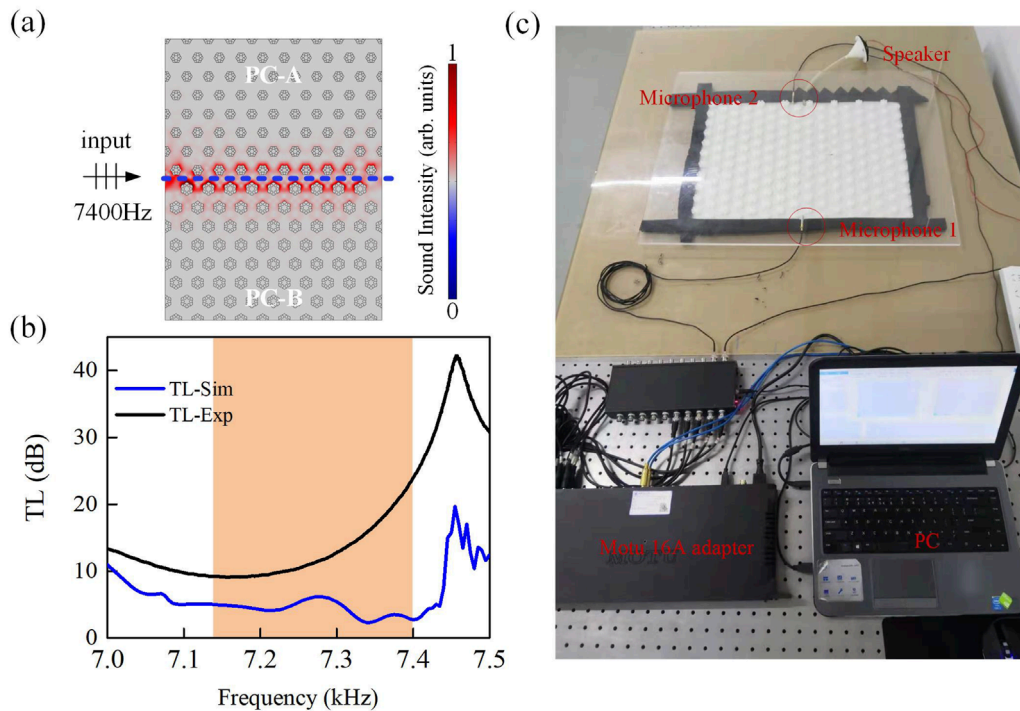 (a)
PC-A
input
7400Hz
PC-B
1
Sound Intensity (arb. units)
0
(b)
TL (dB)
40
30
20
10
0
TL-Sim
TL-Exp
7.0 7.1 7.2 7.3 7.4 7.5
Frequency (kHz)
(c)
Speaker
Microphone 2
Microphone 1
Motu 16A adapter
MOTU
PC